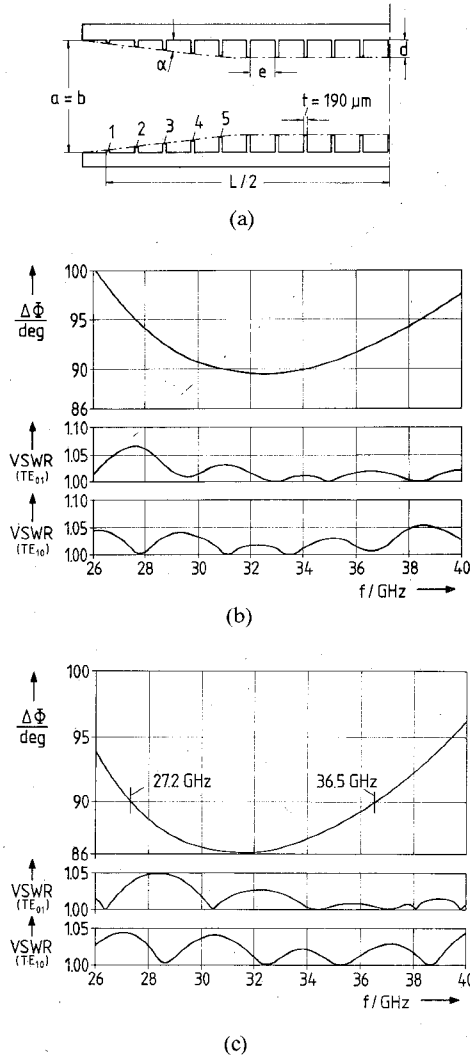 α
d
e
a = b
t = 190 µm
1 2 3 4 5
L/2
(a)
100
ΔΦ
deg
95
90
86
1.10
VSWR
(TE01)
1.05
1.00
1.10
VSWR
(TE10)
1.05
1.00
26 28 30 32 34 36 38 40
f / GHz
(b)
100
ΔΦ
deg
95
27.2 GHz
36.5 GHz
90
86
1.05
VSWR
(TE01)
1.00
1.05
VSWR
(TE10)
1.00
26 28 30 32 34 36 38 40
f / GHz
(c)